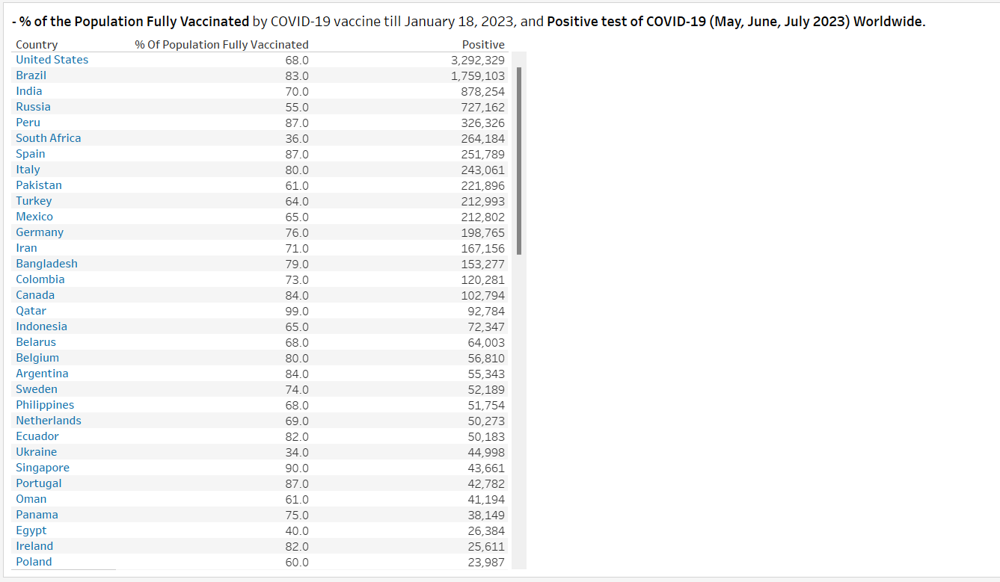 - % of the Population Fully Vaccinated by COVID-19 vaccine till January 18, 2023, and Positive test of COVID-19 (May, June, July 2023) Worldwide.
Country % Of Population Fully Vaccinated Positive
United States 68.0 3,292,329
Brazil 83.0 1,759,103
India 70.0 878,254
Russia 55.0 727,162
Peru 87.0 326,326
South Africa 36.0 264,184
Spain 87.0 251,789
Italy 80.0 243,061
Pakistan 61.0 221,896
Turkey 64.0 212,993
Mexico 65.0 212,802
Germany 76.0 198,765
Iran 71.0 167,156
Bangladesh 79.0 153,277
Colombia 73.0 120,281
Canada 84.0 102,794
Qatar 99.0 92,784
Indonesia 65.0 72,347
Belarus 68.0 64,003
Belgium 80.0 56,810
Argentina 84.0 55,343
Sweden 74.0 52,189
Philippines 68.0 51,754
Netherlands 69.0 50,273
Ecuador 82.0 50,183
Ukraine 34.0 44,998
Singapore 90.0 43,661
Portugal 87.0 42,782
Oman 61.0 41,194
Panama 75.0 38,149
Egypt 40.0 26,384
Ireland 82.0 25,611
Poland 60.0 23,987